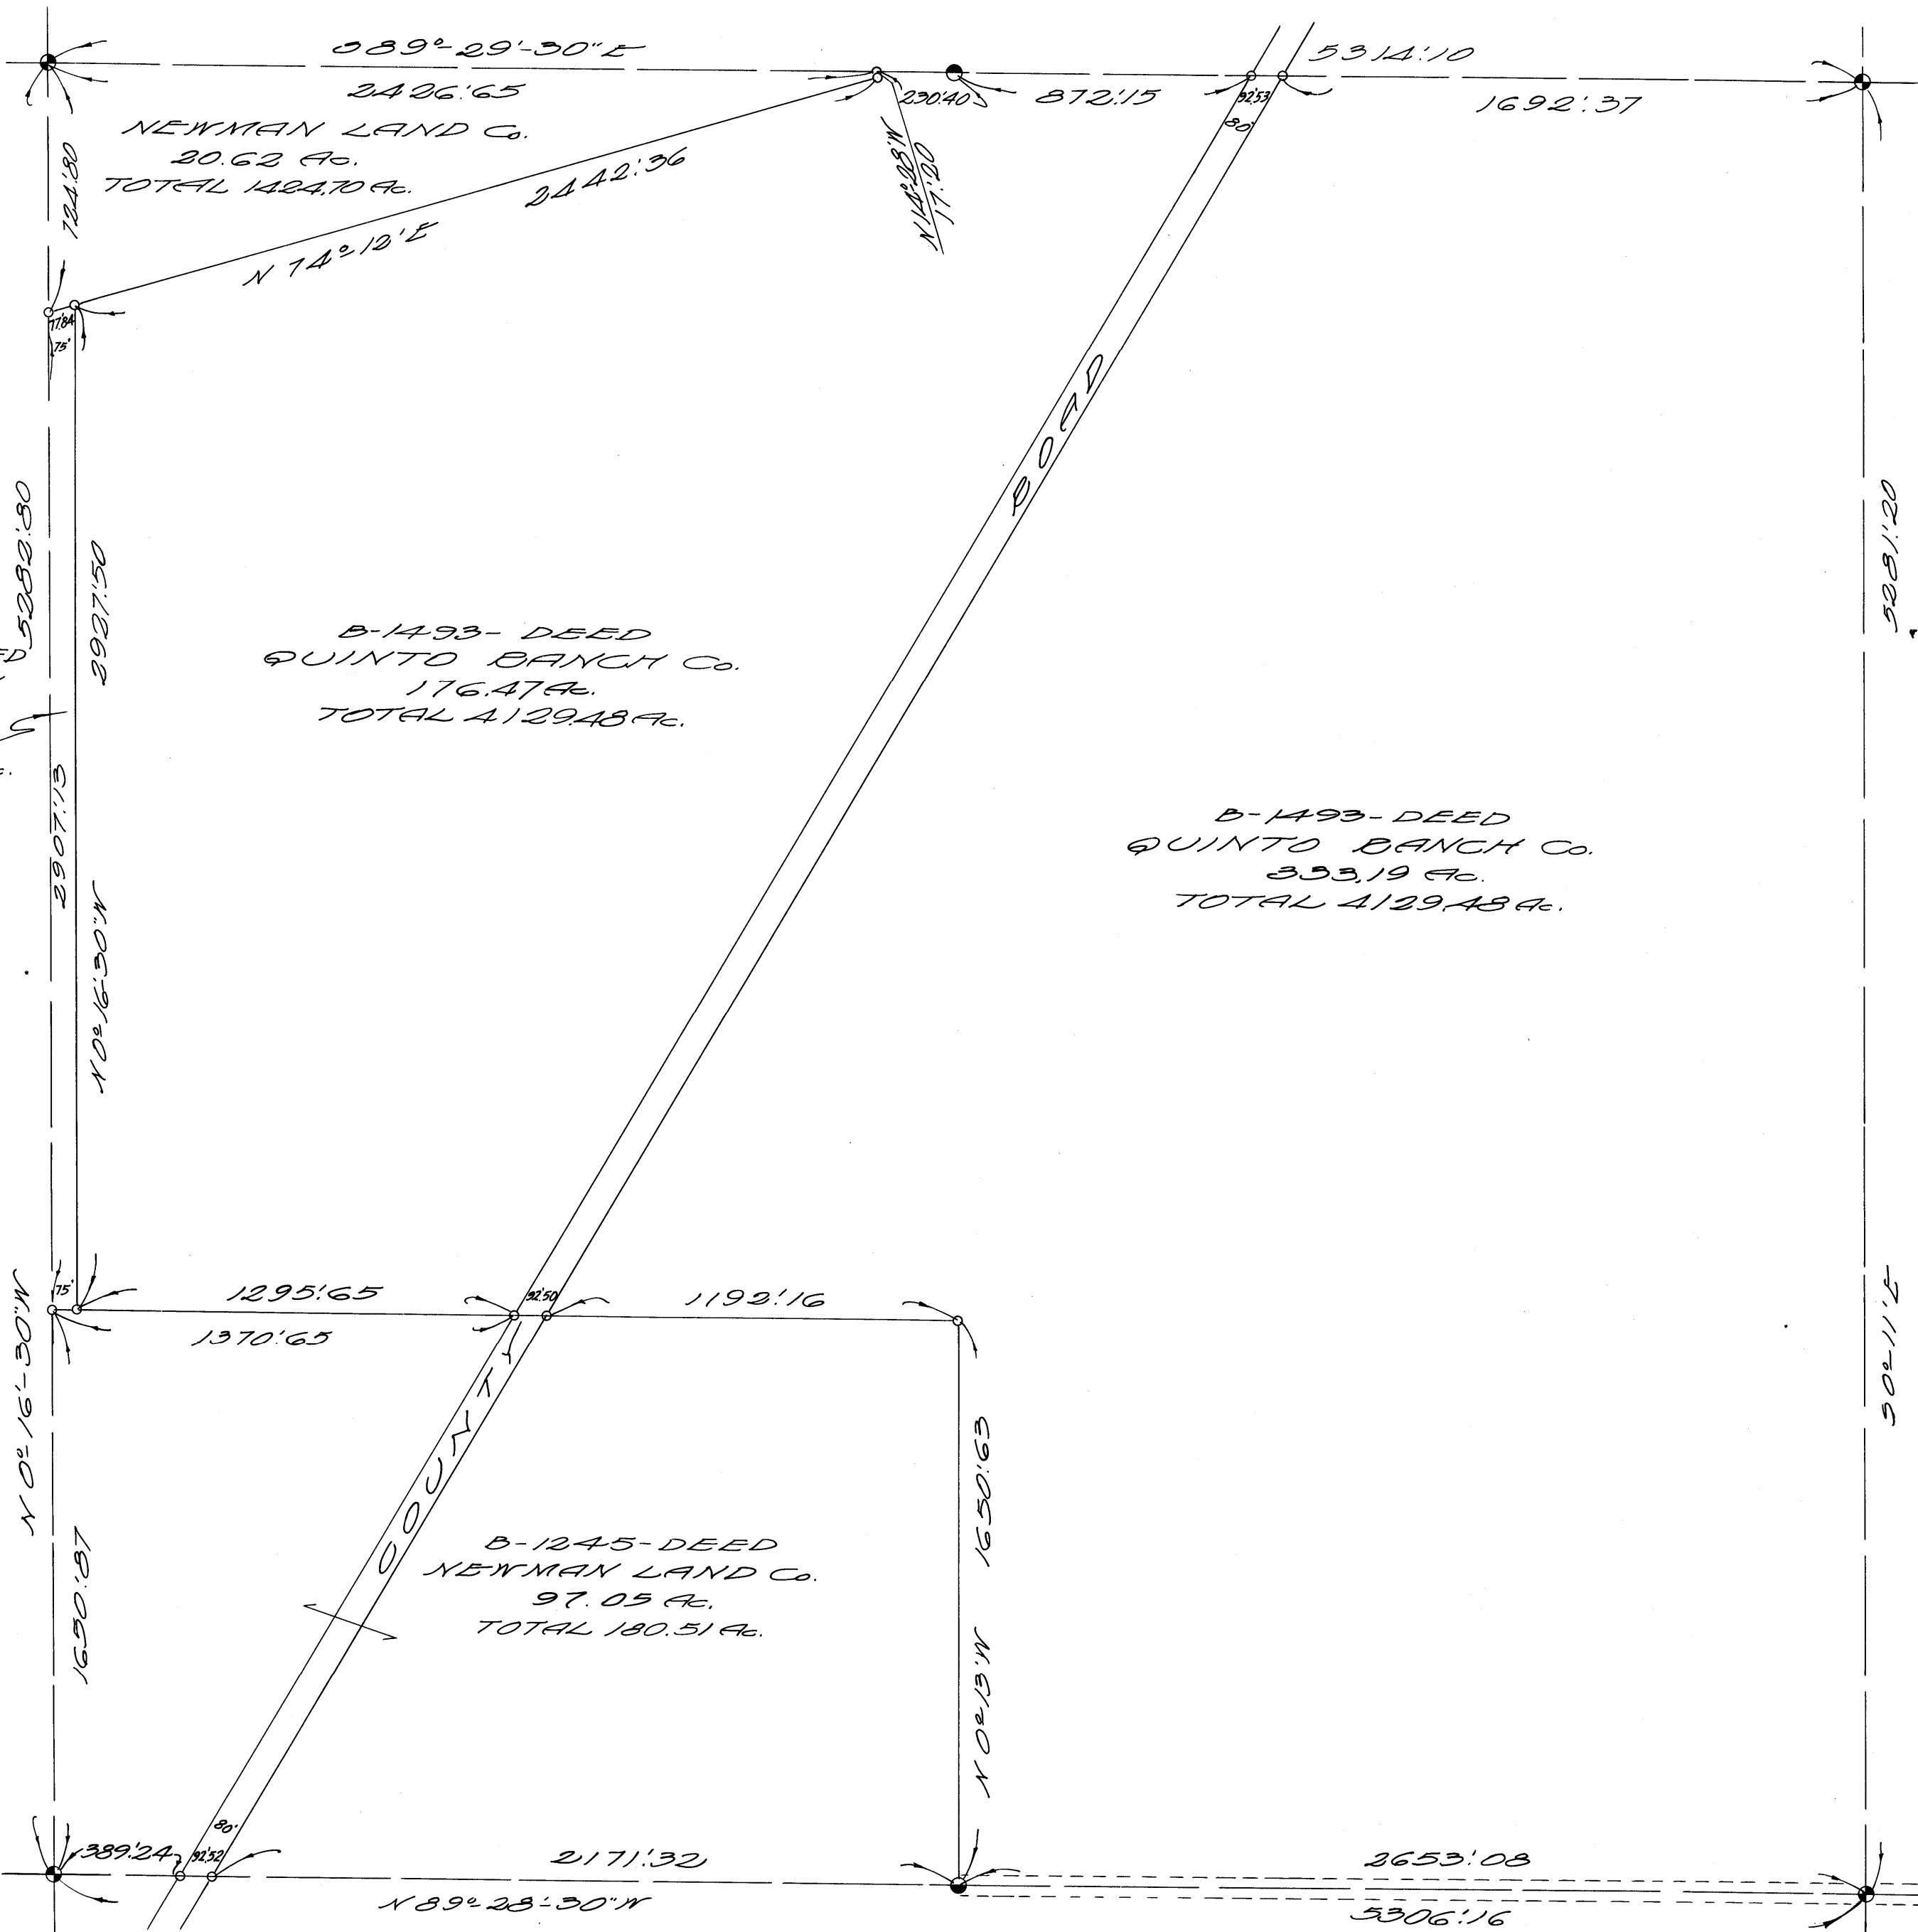 S89°-29'-30"E
5314.'10
2426.'65
230.'40
872.'15
92.'53
1692.'37
80'
NEWMAN LAND Co.
20.62 Ac.
TOTAL 1424.70 Ac.
724.'80
2442.'36
N 74°12'E
N14°28'W
17.'20
77.'84
75'
ROAD
5282.'80
2927.'50
5281.'20
B-1493- DEED
QUINTO RANCH Co.
176.47 Ac.
TOTAL 4129.48 Ac.
2907.'13
B-1493-DEED
QUINTO RANCH Co.
333.19 Ac.
TOTAL 4129.48 Ac.
N 0°16'30"W
75'
1295.'65
92.'50
1192.'16
1370.'65
N 0°-16'-30"W
S0°-11'E
COUNTY
1650.'63
B-1245-DEED
NEWMAN LAND Co.
97.05 Ac.
TOTAL 180.51 Ac.
1650.'87
N 0°13'W
80'
389.'24
92.'52
2171.'32
2653.'08
N 89°-28'-30"W
5306.'16